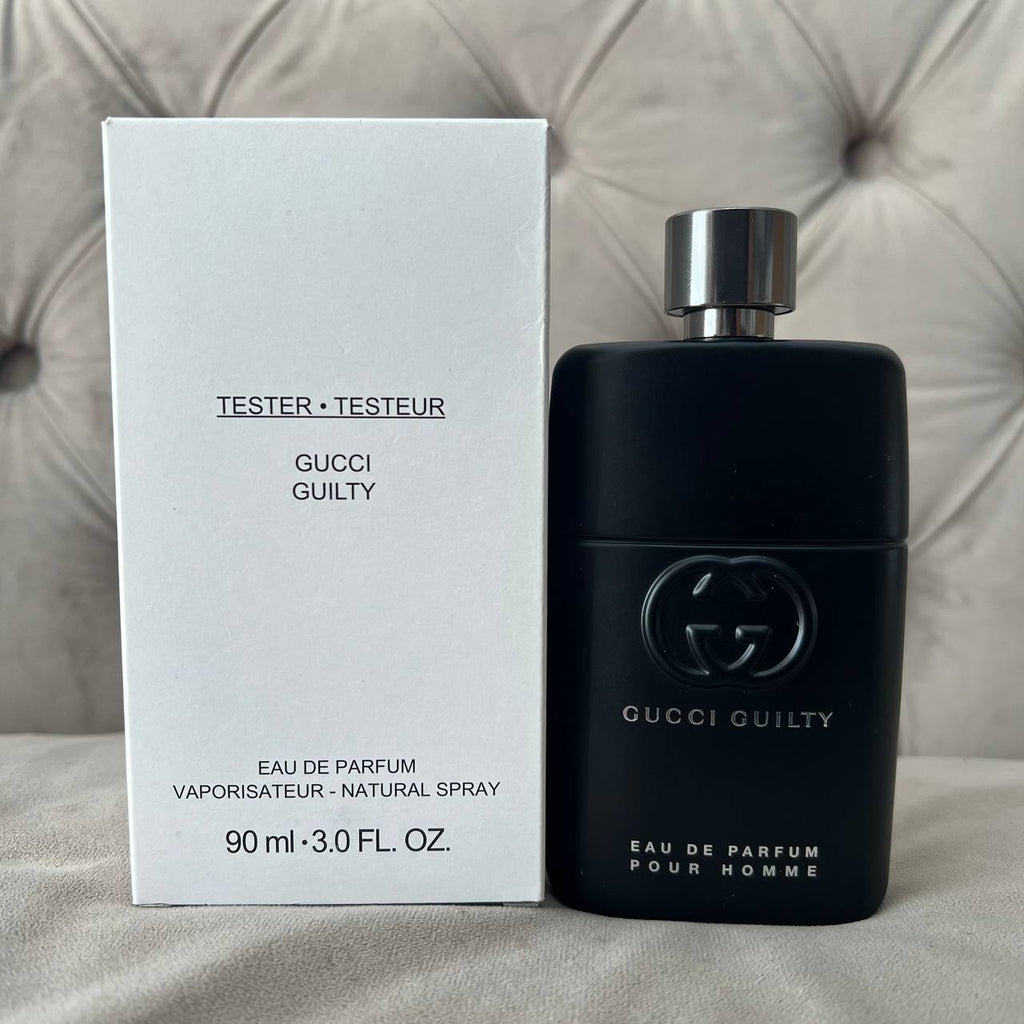 TESTER • TESTEUR
GUCCI
GUILTY
EAU DE PARFUM
VAPORISATEUR - NATURAL SPRAY
90 ml • 3.0 FL. OZ.
GUCCI GUILTY
EAU DE PARFUM
POUR HOMME